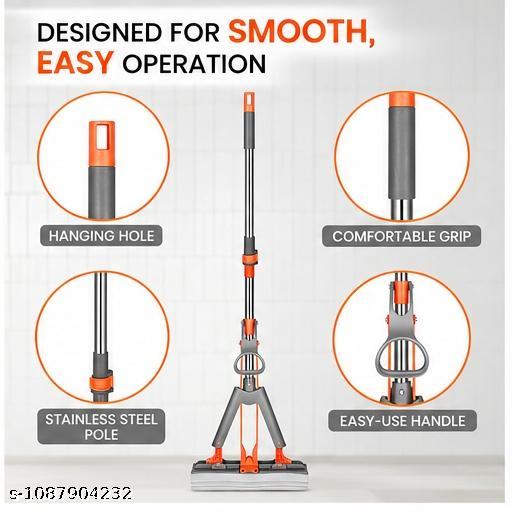 DESIGNED FOR SMOOTH,
EASY OPERATION
HANGING HOLE
COMFORTABLE GRIP
STAINLESS STEEL
POLE
EASY-USE HANDLE
s-1087904232